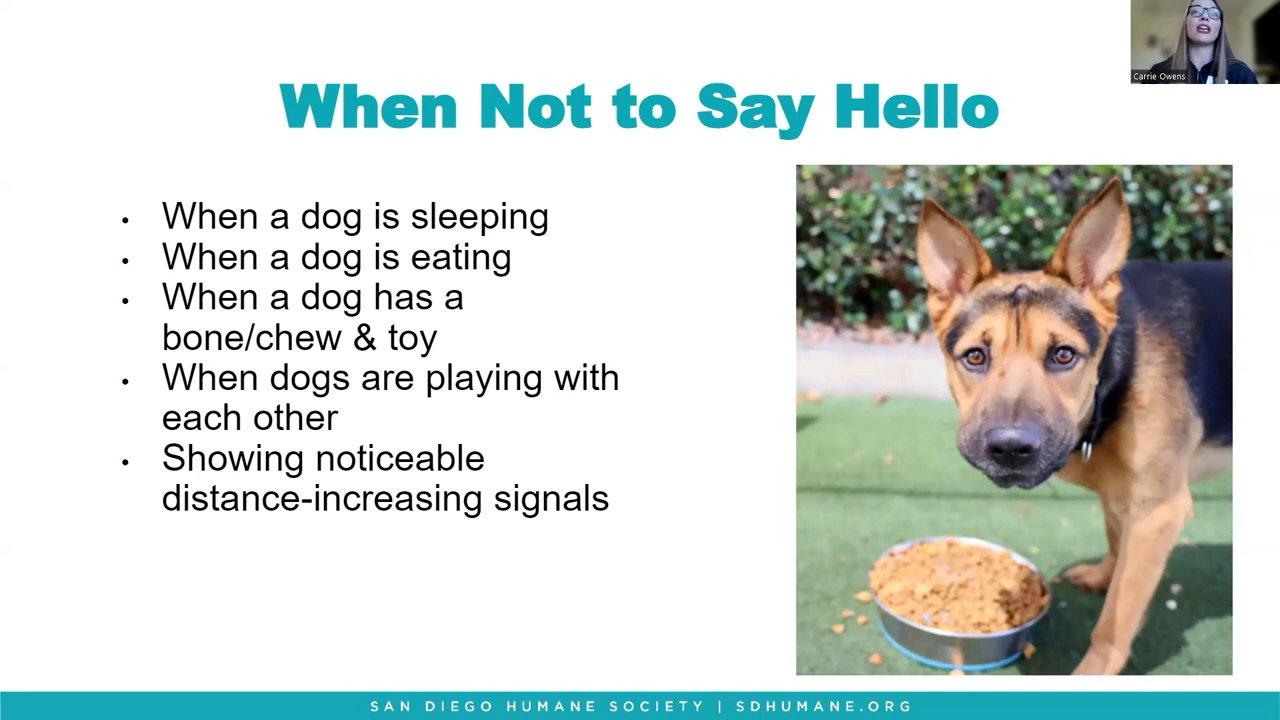 Carrie Owens
When Not to Say Hello
• When a dog is sleeping
• When a dog is eating
• When a dog has a
bone/chew & toy
• When dogs are playing with
each other
• Showing noticeable
distance-increasing signals
SAN DIEGO HUMANE SOCIETY | SDHUMANE.ORG